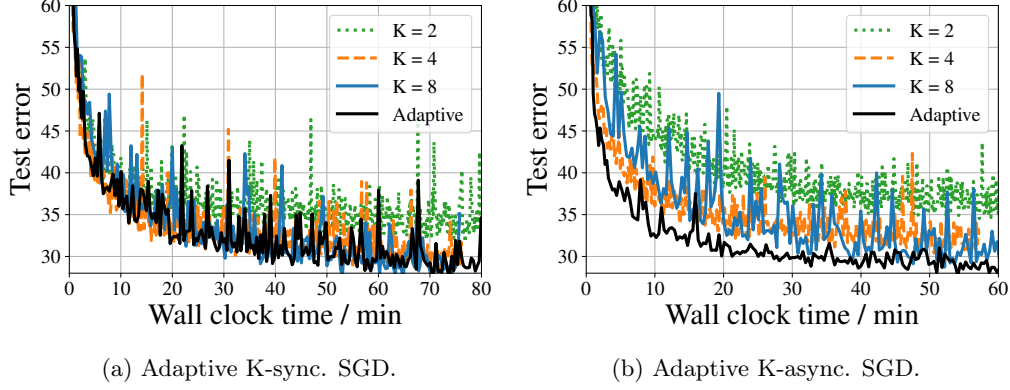 60
55
50
45
40
35
30
Test error
0 10 20 30 40 50 60 70 80
Wall clock time / min
K = 2
K = 4
K = 8
Adaptive
(a) Adaptive K-sync. SGD.
60
55
50
45
40
35
30
Test error
0 10 20 30 40 50 60
Wall clock time / min
K = 2
K = 4
K = 8
Adaptive
(b) Adaptive K-async. SGD.